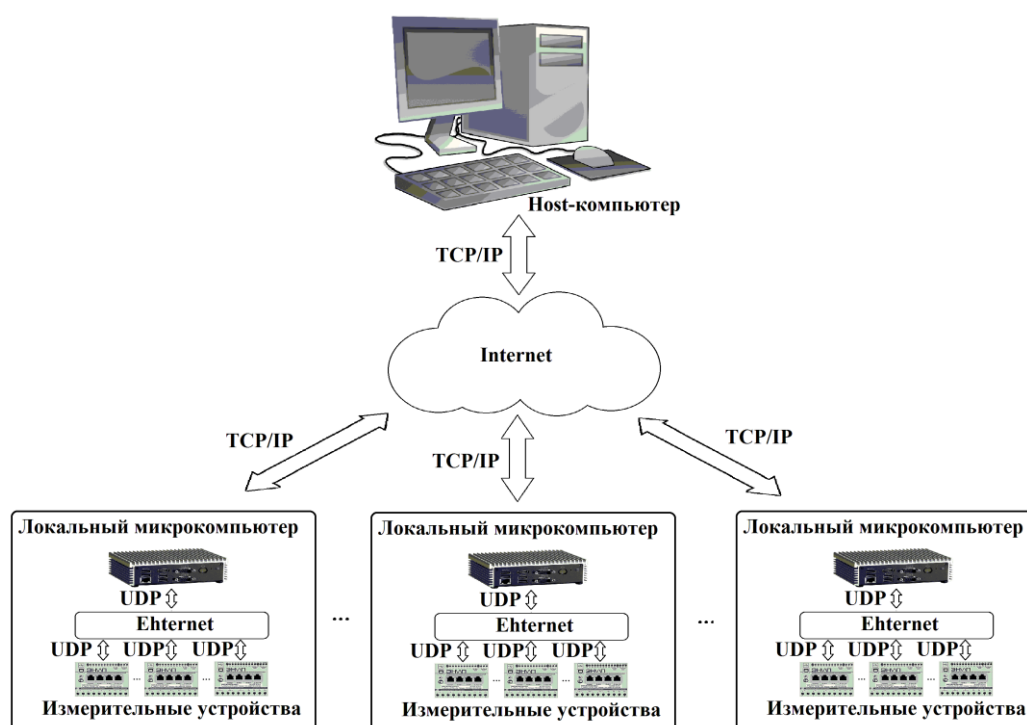 Host-компьютер
TCP/IP
Internet
TCP/IP
TCP/IP
TCP/IP
Локальный микрокомпьютер
UDP
Ehternet
UDP UDP UDP
... ...
Измерительные устройства
...
Локальный микрокомпьютер
UDP
Ehternet
UDP UDP UDP
... ...
Измерительные устройства
...
Локальный микрокомпьютер
UDP
Ehternet
UDP UDP UDP
... ...
Измерительные устройства